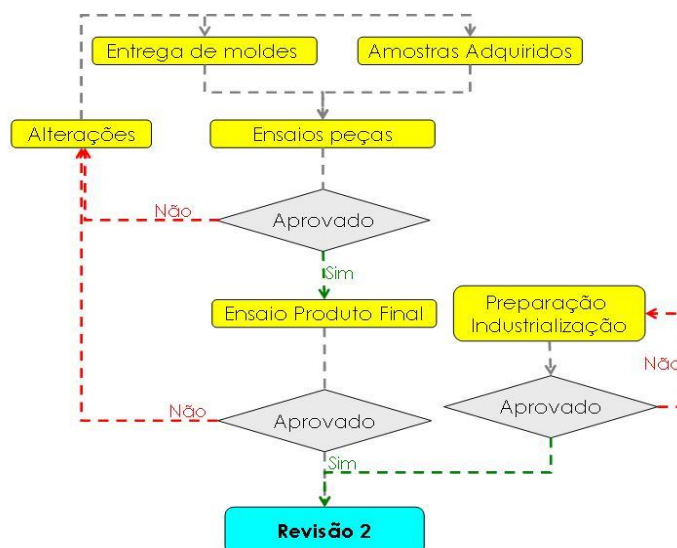 Entrega de moldes
Amostras Adquiridos
Alterações
Ensaios peças
Não
Aprovado
Sim
Ensaio Produto Final
Preparação
Industrialização
Não
Não
Aprovado
Aprovado
Sim
Revisão 2